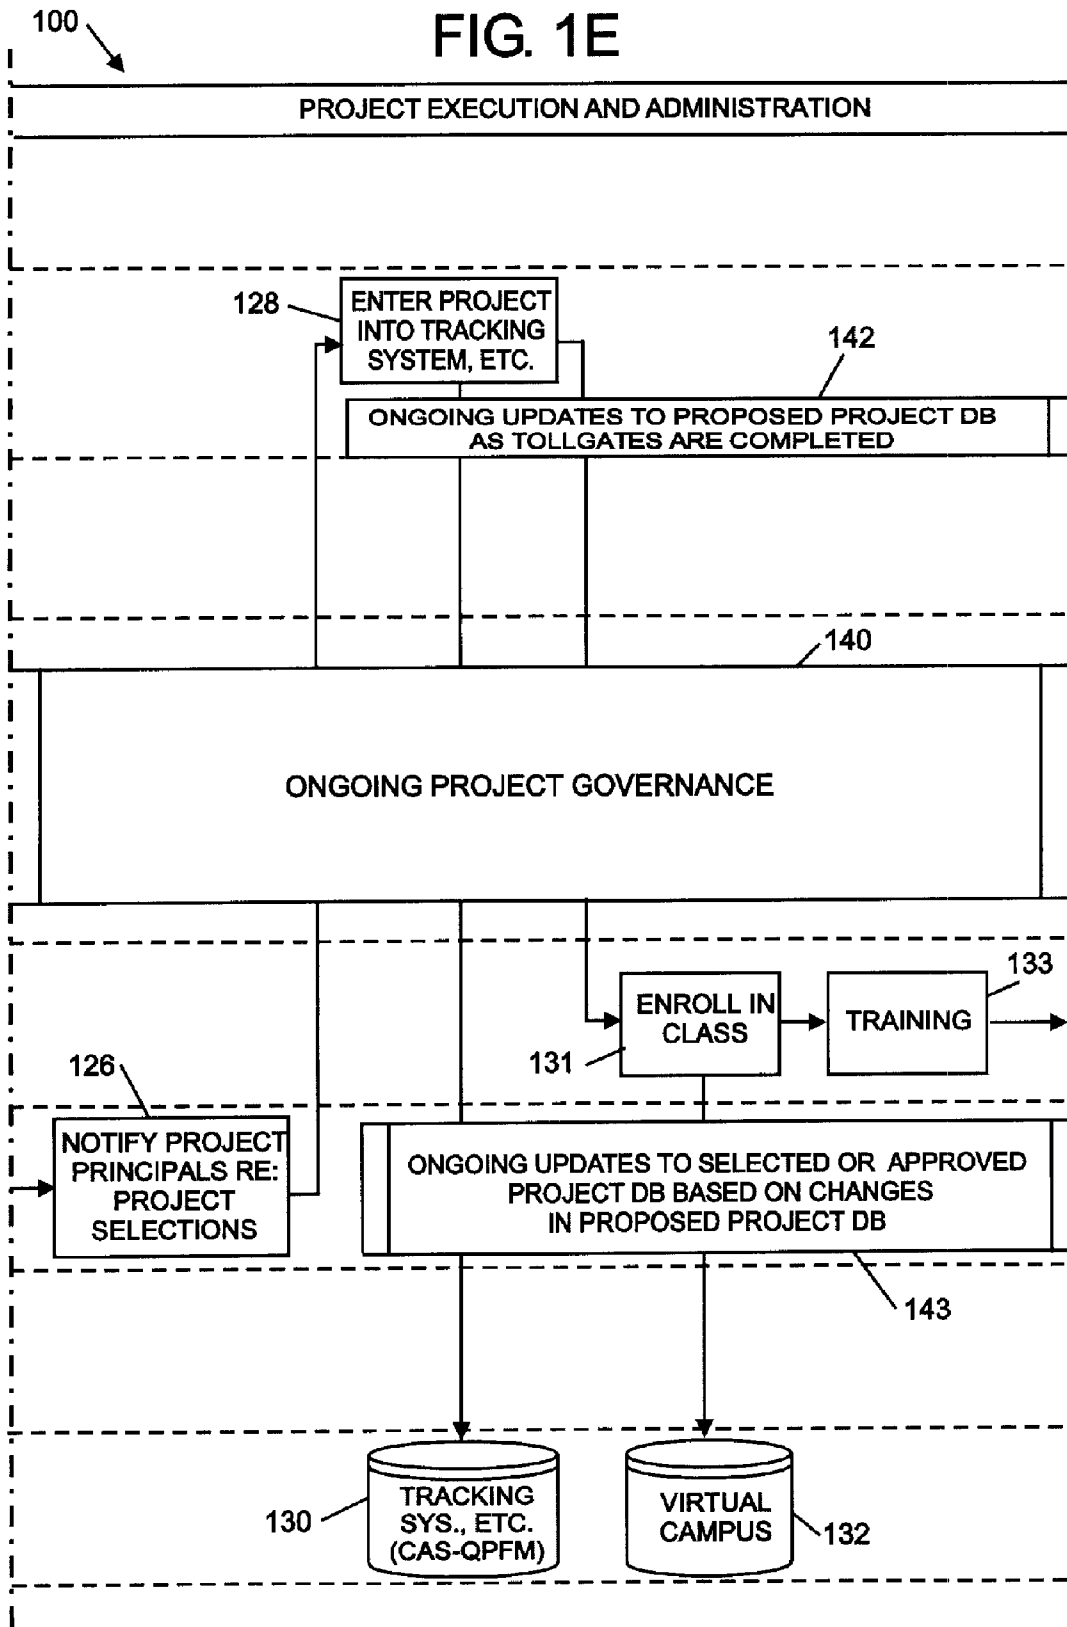 100
FIG. 1E
PROJECT EXECUTION AND ADMINISTRATION
128
ENTER PROJECT
INTO TRACKING
SYSTEM, ETC.
142
ONGOING UPDATES TO PROPOSED PROJECT DB
AS TOLLGATES ARE COMPLETED
140
ONGOING PROJECT GOVERNANCE
133
ENROLL IN
CLASS
TRAINING
131
126
NOTIFY PROJECT
PRINCIPALS RE:
PROJECT
SELECTIONS
ONGOING UPDATES TO SELECTED OR APPROVED
PROJECT DB BASED ON CHANGES
IN PROPOSED PROJECT DB
143
130
TRACKING
SYS., ETC.
(CAS-QPFM)
VIRTUAL
CAMPUS
132